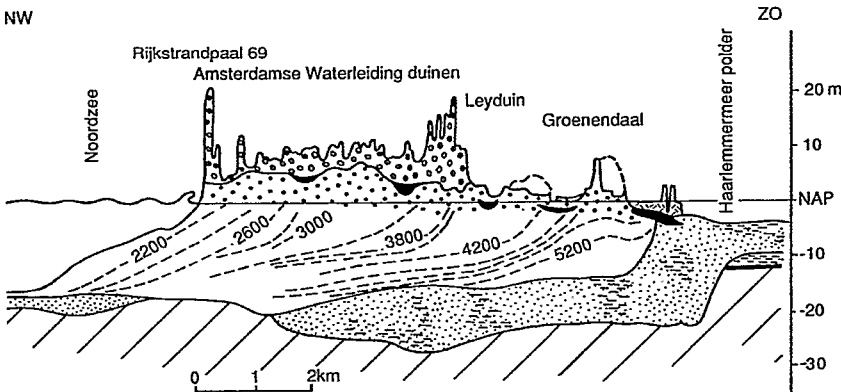 NW
ZO
Rijkstrandpaal 69
Amsterdamse Waterleiding duinen
Noordzee
Leyduin
Groenendaal
Haarlemmermeer polder
20 m
10
NAP
-10
-20
-30
2200
2600
3000
3800
4200
5200
0 1 2km